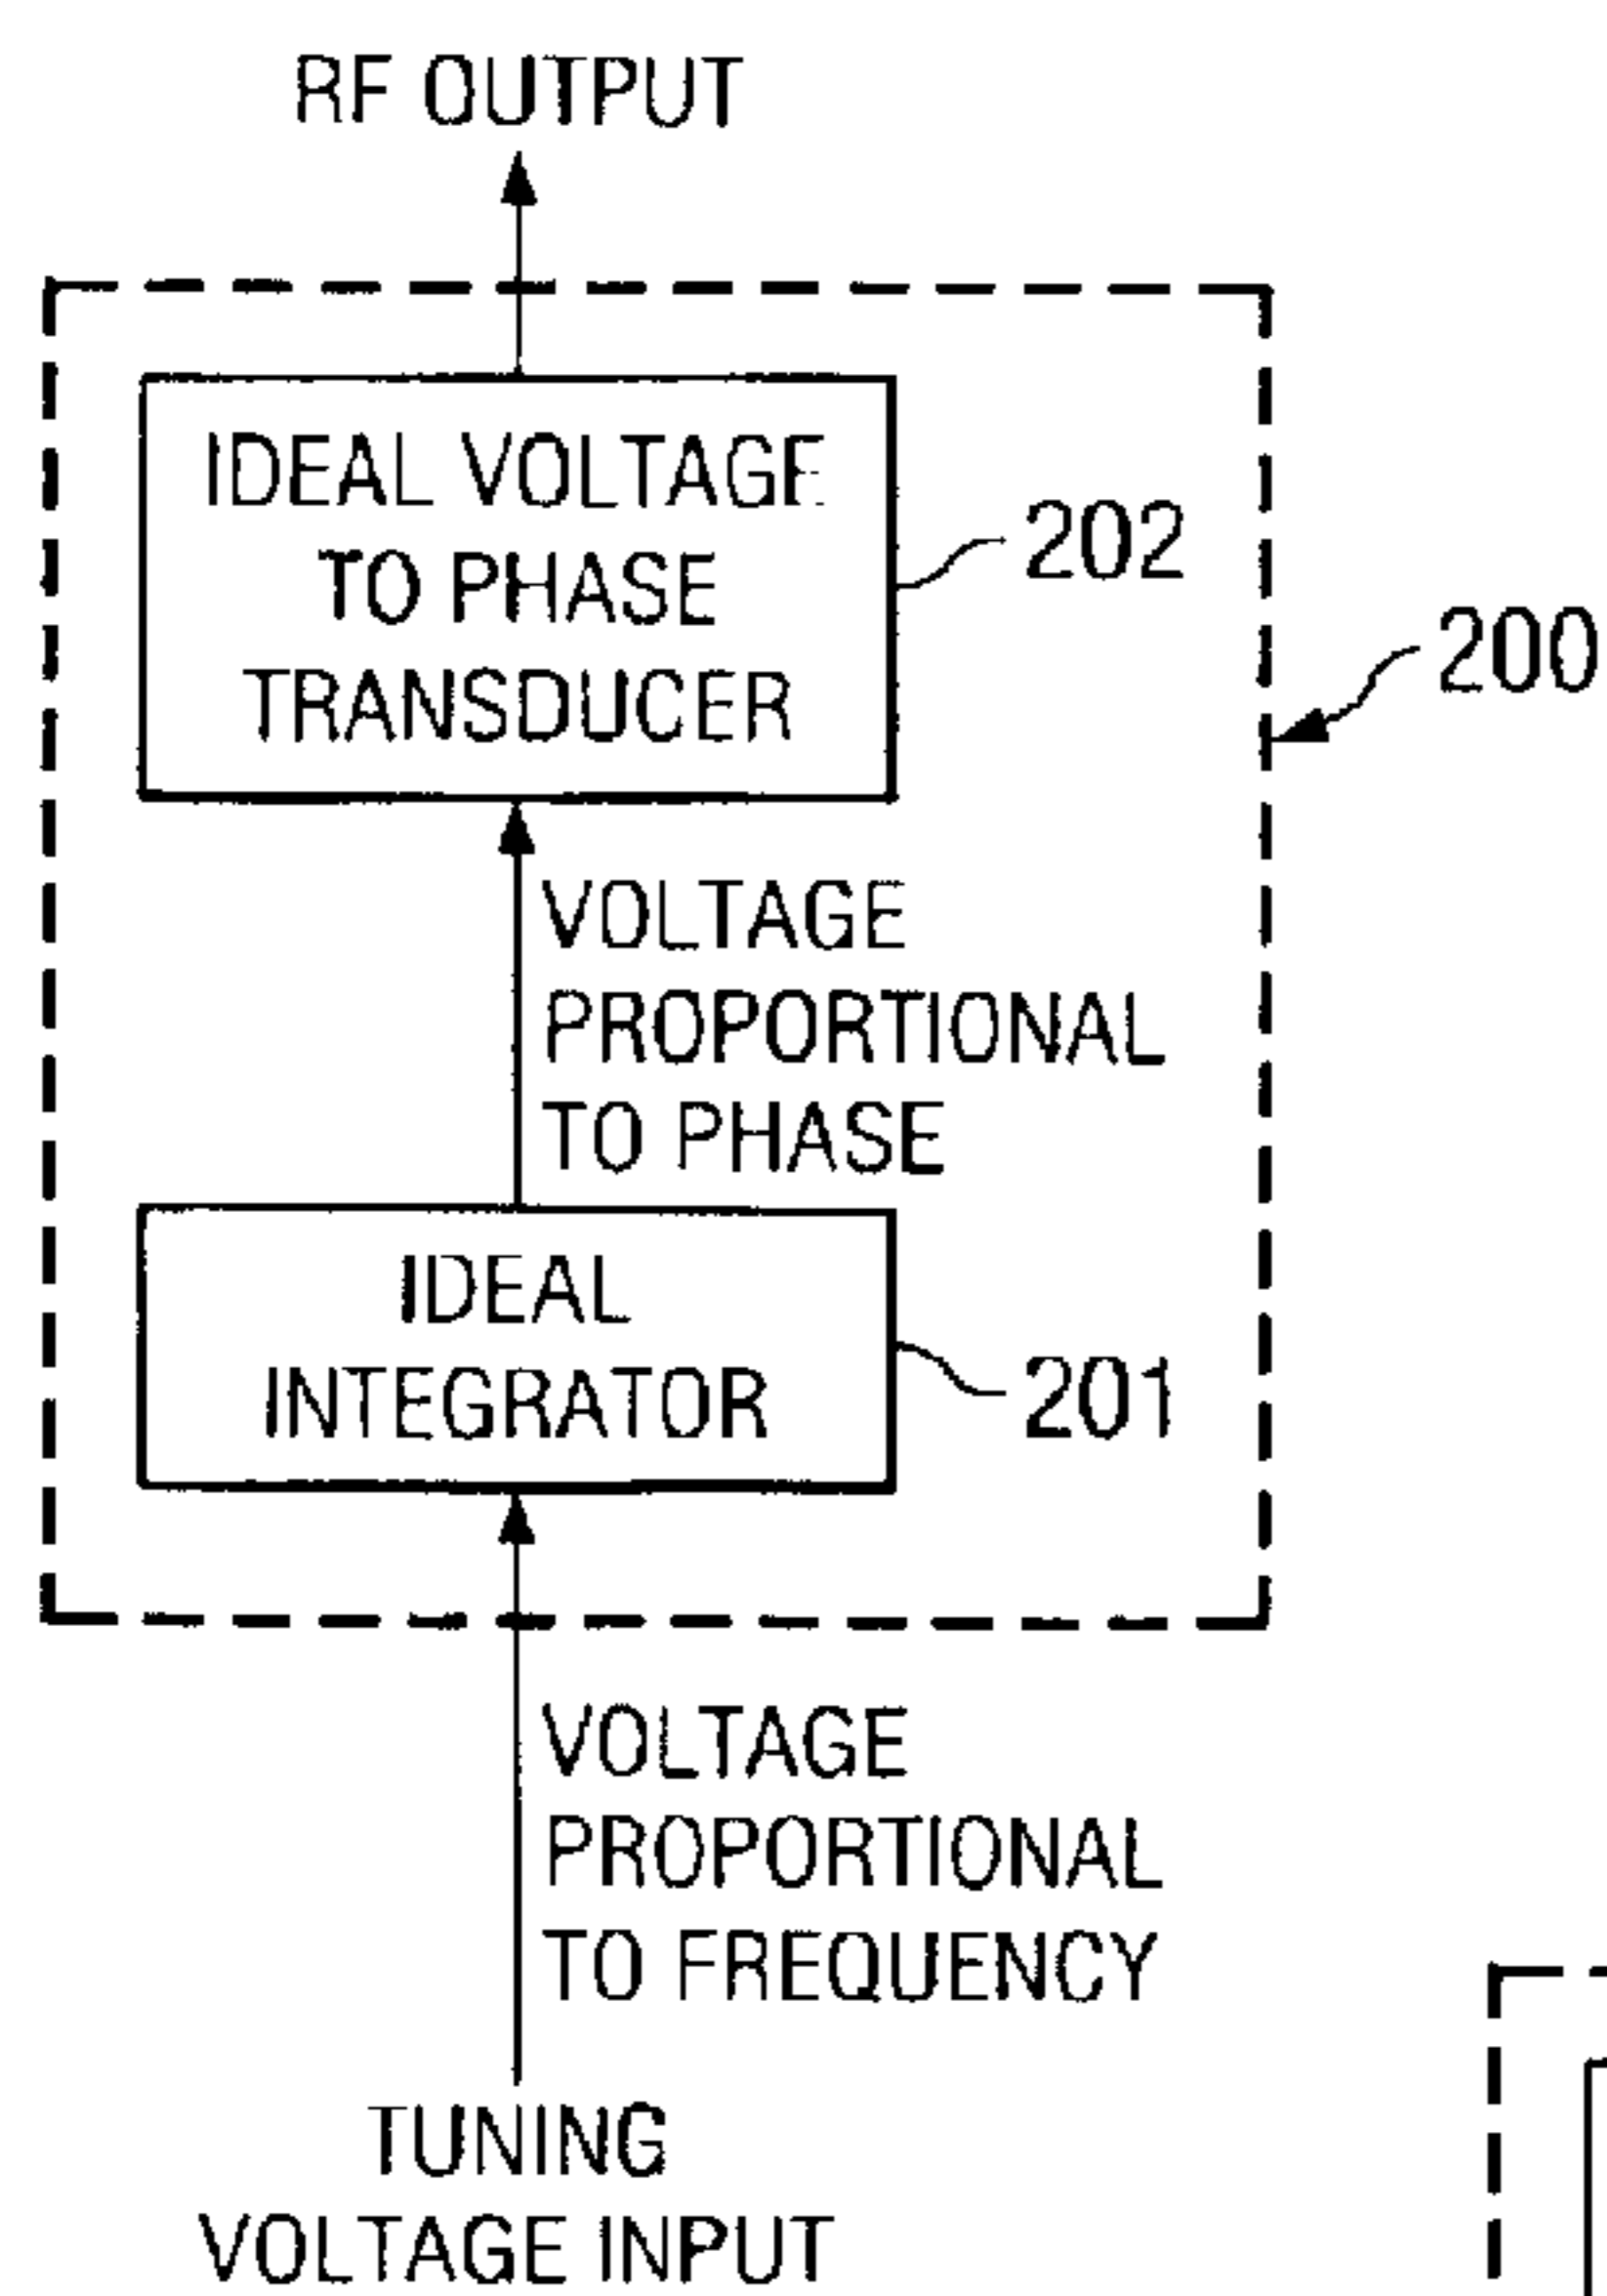 RF OUTPUT
IDEAL VOLTAGE
TO PHASE
TRANSDUCER
202
200
VOLTAGE
PROPORTIONAL
TO PHASE
IDEAL
INTEGRATOR
201
VOLTAGE
PROPORTIONAL
TO FREQUENCY
TUNING
VOLTAGE INPUT